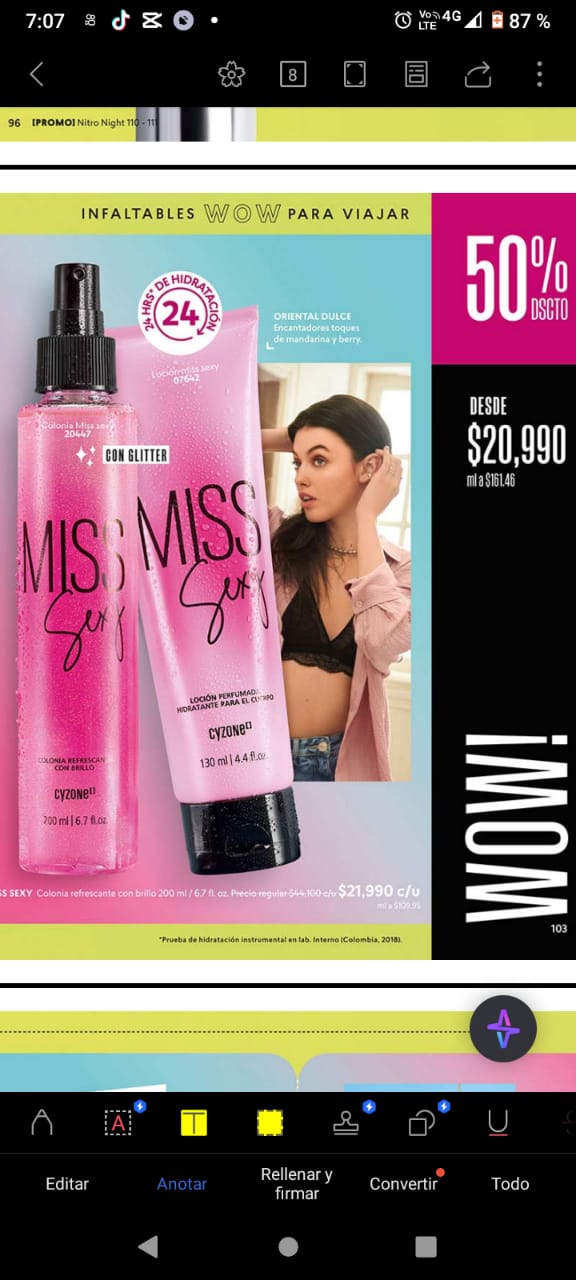 7:07
Vo) 4G
LTE
87 %
8
96 [PROMO] Nitro Night 110 - 111
INFALTABLES WOW PARA VIAJAR
50%
DSCTO
24 HRS* DE HIDRATACIÓN
24
ORIENTAL DULCE
Encantadores toques
de mandarina y berry.
Loción miss sexy
07642
Colonia Miss sexy
20447
CON GLITTER
DESDE
$20,990
ml a $161.46
MISS
Sexy
MISS
Sexy
LOCIÓN PERFUMADA
HIDRATANTE PARA EL CUERPO
cyzone
130 ml | 4.4 fl.oz.
COLONIA REFRESCANTE
CON BRILLO
cyzone
200 ml | 6.7 fl.oz.
¡WOW!
SS SEXY Colonia refrescante con brillo 200 ml / 6.7 fl. oz. Precio regular $44,100 c/u $21,990 c/u
ml a $109.95
*Prueba de hidratación instrumental en lab. Interno (Colombia, 2018).
103
A
T
U
Editar
Anotar
Rellenar y
firmar
Convertir
Todo